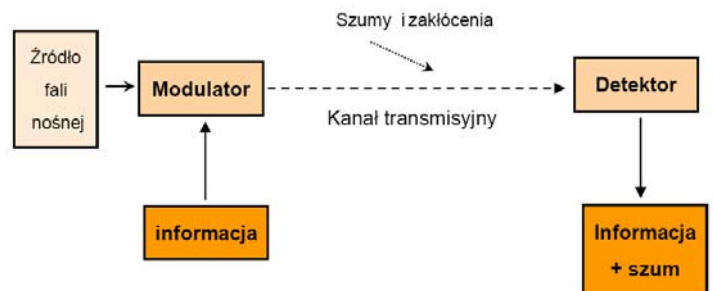 Szumy i zakłócenia
Źródło
fali
nośnej
Modulator
Detektor
Kanał transmisyjny
informacja
Informacja
+ szum